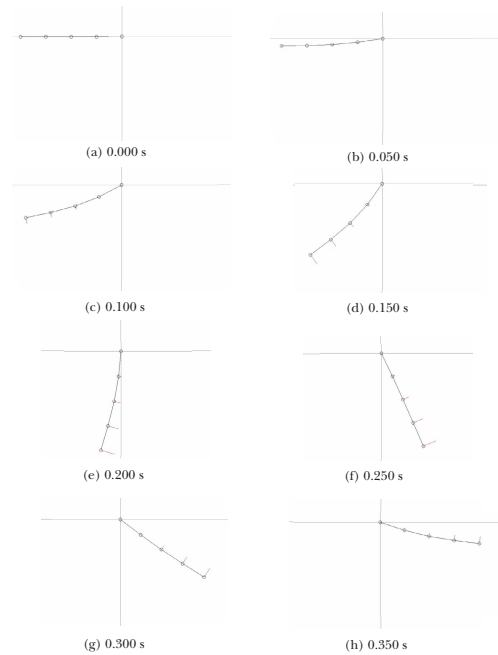 (a) 0.000 s
(b) 0.050 s
(c) 0.100 s
(d) 0.150 s
(e) 0.200 s
(f) 0.250 s
(g) 0.300 s
(h) 0.350 s